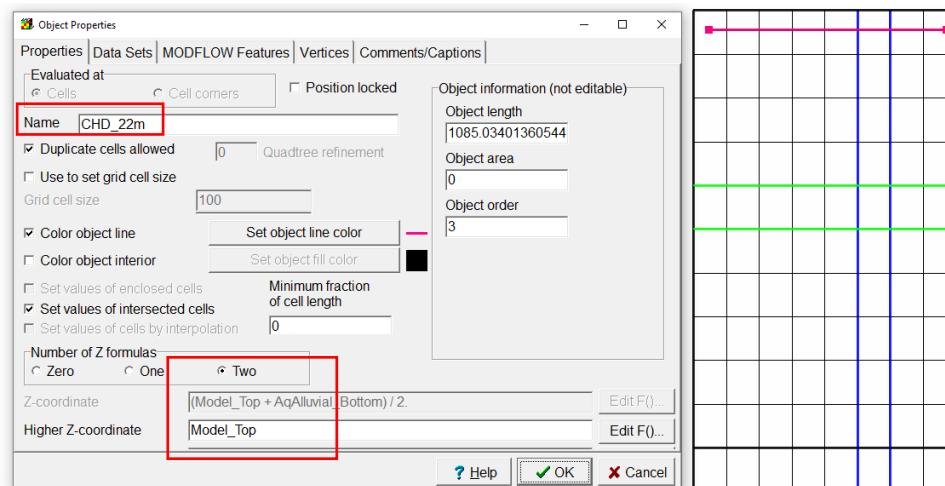 Object Properties
Properties Data Sets MODFLOW Features Vertices Comments/Captions
Evaluated at
Cells Cell corners
Position locked
Name CHD_22m
Duplicate cells allowed 0 Quadtree refinement
Use to set grid cell size
Grid cell size 100
Color object line Set object line color
Color object interior Set object fill color
Set values of enclosed cells
Set values of intersected cells
Set values of cells by interpolation
Minimum fraction
of cell length
0
Number of Z formulas
Zero One Two
Z-coordinate (Model_Top + AqAlluvial_Bottom) / 2. Edit F()...
Higher Z-coordinate Model_Top Edit F()...
Object information (not editable)
Object length
1085.03401360544
Object area
0
Object order
3
? Help OK Cancel